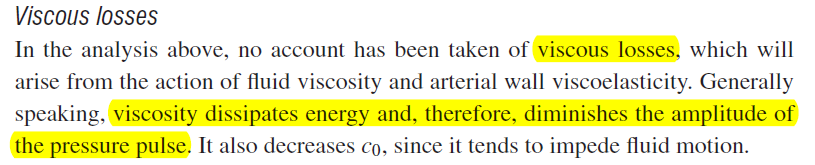 Viscous losses
In the analysis above, no account has been taken of viscous losses, which will
arise from the action of fluid viscosity and arterial wall viscoelasticity. Generally
speaking, viscosity dissipates energy and, therefore, diminishes the amplitude of
the pressure pulse. It also decreases c₀, since it tends to impede fluid motion.